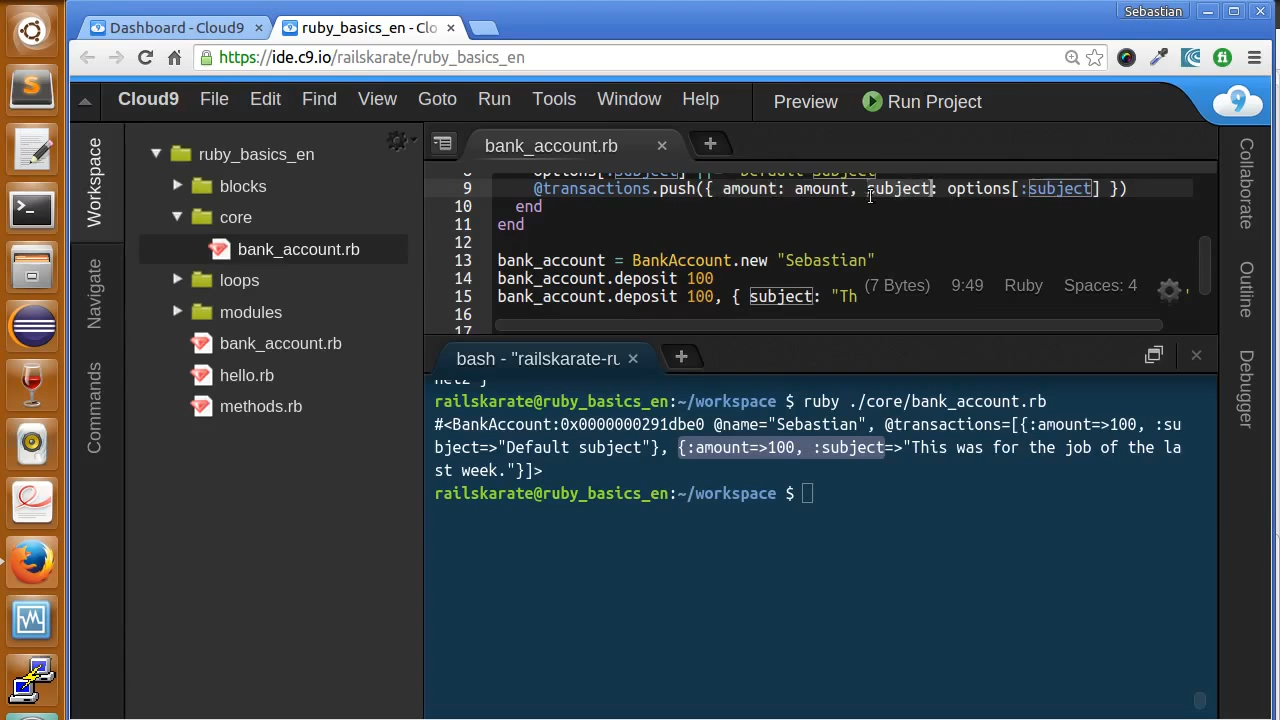 Sebastian
Dashboard - Cloud9
ruby_basics_en - Clo
https://ide.c9.io/railskarate/ruby_basics_en
Cloud9 File Edit Find View Goto Run Tools Window Help Preview Run Project
Workspace
Navigate
Commands
ruby_basics_en
blocks
core
bank_account.rb
loops
modules
bank_account.rb
hello.rb
methods.rb
bank_account.rb
8 options[:subject] ||= "Default subject"
9 @transactions.push({ amount: amount, subject: options[:subject] })
10 end
11 end
12
13 bank_account = BankAccount.new "Sebastian"
14 bank_account.deposit 100
15 bank_account.deposit 100, { subject: "Th
16
17
(7 Bytes) 9:49 Ruby Spaces: 4
Collaborate
Outline
Debugger
bash - "railskarate-ru
railskarate@ruby_basics_en:~/workspace $ ruby ./core/bank_account.rb
#<BankAccount:0x0000000291dbe0 @name="Sebastian", @transactions=[{:amount=>100, :su
bject=>"Default subject"}, {:amount=>100, :subject=>"This was for the job of the la
st week."}]>
railskarate@ruby_basics_en:~/workspace $